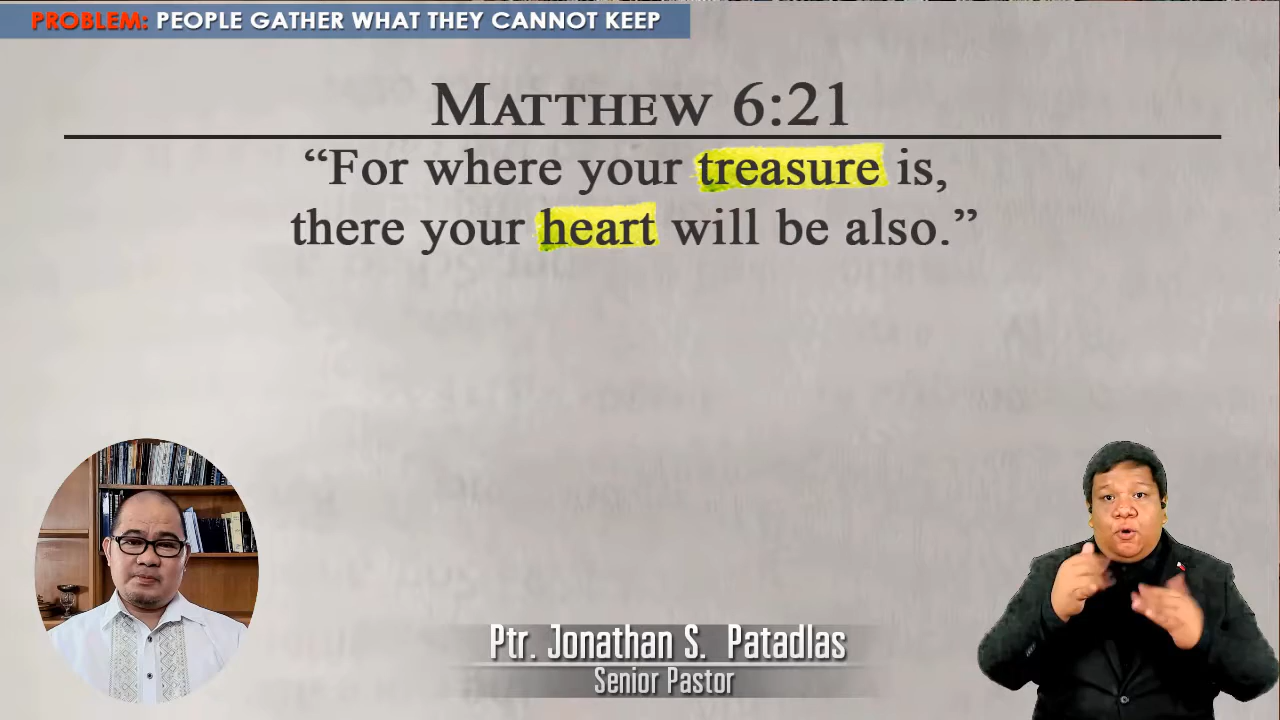 PROBLEM: PEOPLE GATHER WHAT THEY CANNOT KEEP
MATTHEW 6:21
“For where your treasure is,
there your heart will be also.”
Ptr. Jonathan S. Patadlas
Senior Pastor